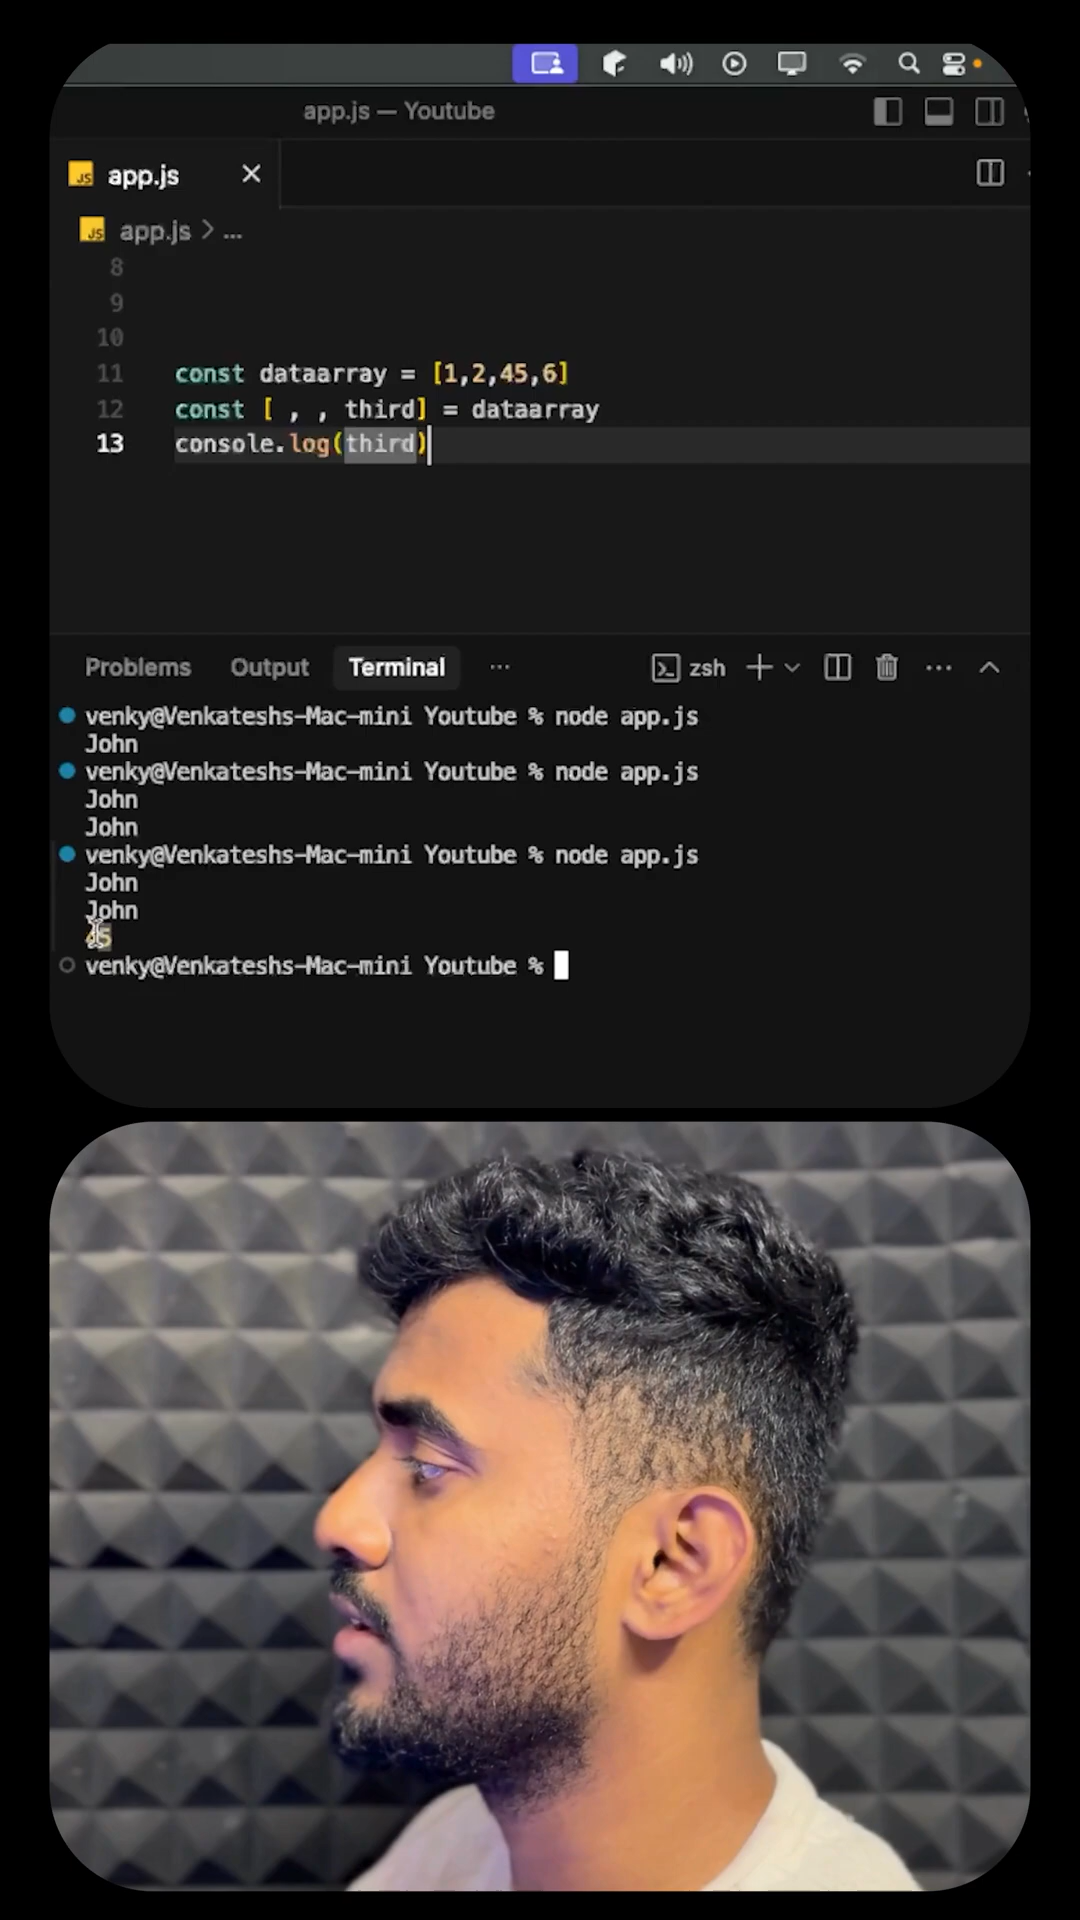 app.js — Youtube
JS app.js
JS app.js > ...
8
9
10
11 const dataarray = [1,2,45,6]
12 const [ , , third] = dataarray
13 console.log(third)
Problems Output Terminal ... zsh
venky@Venkateshs-Mac-mini Youtube % node app.js
John
venky@Venkateshs-Mac-mini Youtube % node app.js
John
John
venky@Venkateshs-Mac-mini Youtube % node app.js
John
John
45
venky@Venkateshs-Mac-mini Youtube %